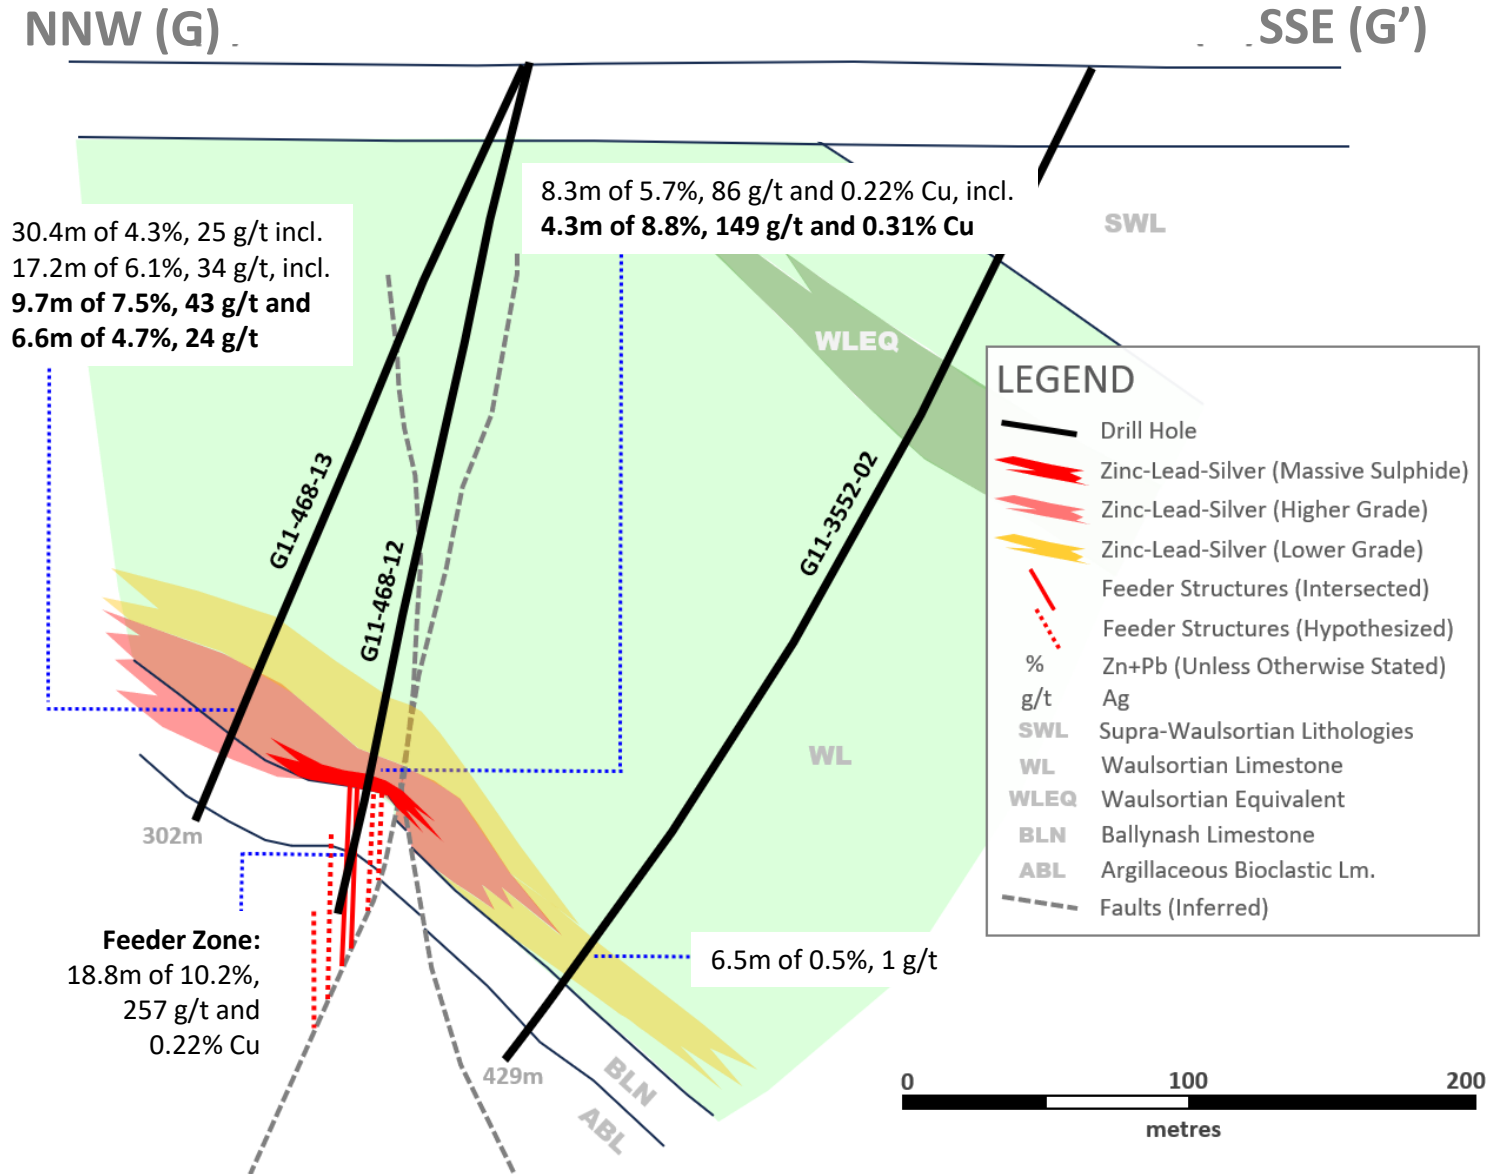 NNW (G)
SSE (G')
8.3m of 5.7%, 86 g/t and 0.22% Cu, incl.
4.3m of 8.8%, 149 g/t and 0.31% Cu
30.4m of 4.3%, 25 g/t incl.
17.2m of 6.1%, 34 g/t, incl.
9.7m of 7.5%, 43 g/t and
6.6m of 4.7%, 24 g/t
SWL
WLEQ
G11-468-13
G11-468-12
G11-3552-02
WL
302m
Feeder Zone:
18.8m of 10.2%,
257 g/t and
0.22% Cu
6.5m of 0.5%, 1 g/t
429m
BLN
ABL
LEGEND
Drill Hole
Zinc-Lead-Silver (Massive Sulphide)
Zinc-Lead-Silver (Higher Grade)
Zinc-Lead-Silver (Lower Grade)
Feeder Structures (Intersected)
Feeder Structures (Hypothesized)
% Zn+Pb (Unless Otherwise Stated)
g/t Ag
SWL Supra-Waulsortian Lithologies
WL Waulsortian Limestone
WLEQ Waulsortian Equivalent
BLN Ballynash Limestone
ABL Argillaceous Bioclastic Lm.
Faults (Inferred)
0 100 200
metres